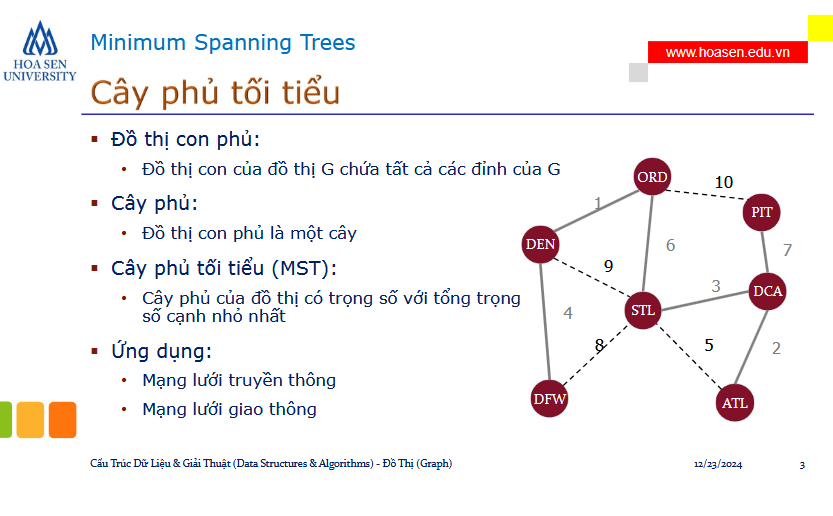 HOA SEN
UNIVERSITY
Minimum Spanning Trees
www.hoasen.edu.vn
Cây phủ tối tiểu
Đồ thị con phủ:
Đồ thị con của đồ thị G chứa tất cả các đỉnh của G
Cây phủ:
Đồ thị con phủ là một cây
Cây phủ tối tiểu (MST):
Cây phủ của đồ thị có trọng số với tổng trọng
số cạnh nhỏ nhất
Ứng dụng:
Mạng lưới truyền thông
Mạng lưới giao thông
ORD
10
1
PIT
DEN
6
7
9
3
DCA
STL
4
8
5
2
DFW
ATL
Cấu Trúc Dữ Liệu & Giải Thuật (Data Structures & Algorithms) - Đồ Thị (Graph)
12/23/2024
3